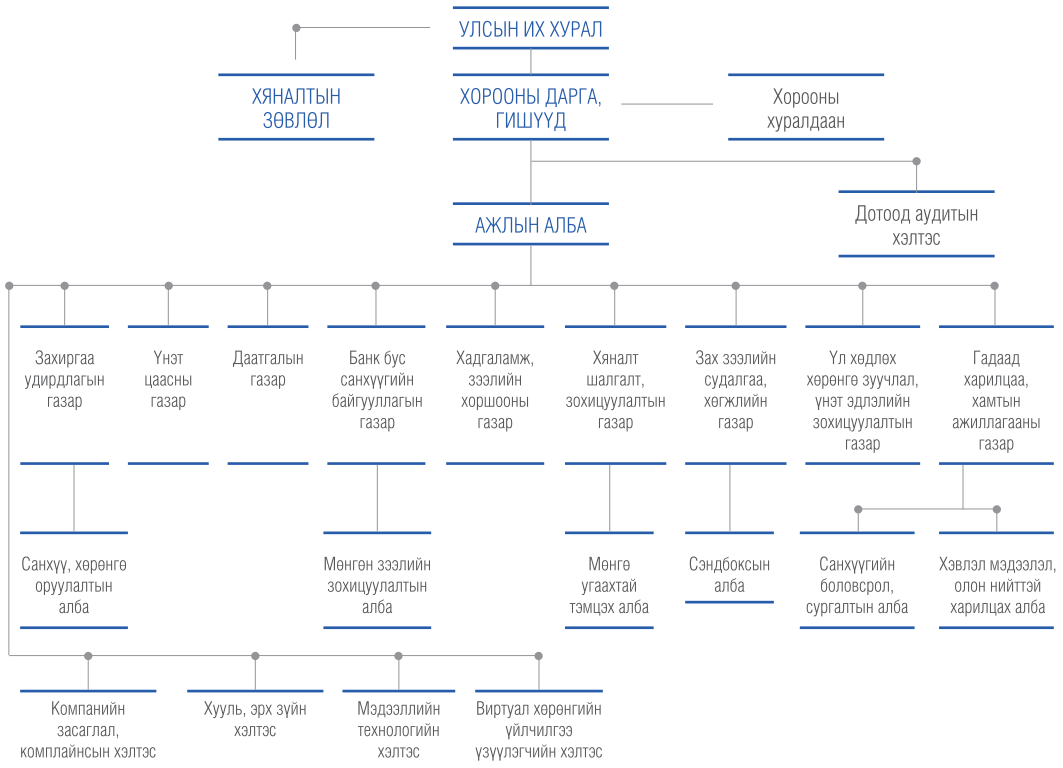 УЛСЫН ИХ ХУРАЛ
ХЯНАЛТЫН
ЗӨВЛӨЛ
ХОРООНЫ ДАРГА,
ГИШҮҮД
Хорооны
хуралдаан
АЖЛЫН АЛБА
Дотоод аудитын
хэлтэс
Захиргаа
удирдлагын
газар
Үнэт
цаасны
газар
Даатгалын
газар
Банк бус
санхүүгийн
байгууллагын
газар
Хадгаламж,
зээлийн
хоршооны
газар
Хяналт
шалгалт,
зохицуулалтын
газар
Зах зээлийн
судалгаа,
хөгжлийн
газар
Үл хөдлөх
хөрөнгө зуучлал,
үнэт эдлэлийн
зохицуулалтын
газар
Гадаад
харилцаа,
хамтын
ажиллагааны
газар
Санхүү, хөрөнгө
оруулалтын
алба
Мөнгөн зээлийн
зохицуулалтын
алба
Мөнгө
угаахтай
тэмцэх алба
Сэндбоксын
алба
Санхүүгийн
боловсрол,
сургалтын алба
Хэвлэл мэдээлэл,
олон нийттэй
харилцах алба
Компанийн
засаглал,
комплайнсын хэлтэс
Хууль, эрх зүйн
хэлтэс
Мэдээллийн
технологийн
хэлтэс
Виртуал хөрөнгийн
үйлчилгээ
үзүүлэгчийн хэлтэс